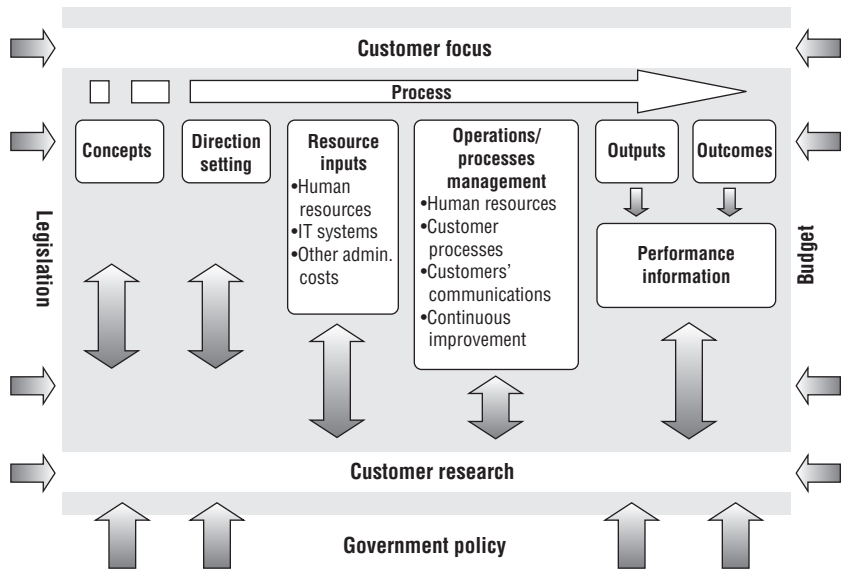 Customer focus
Process
Concepts
Direction
setting
Resource
inputs
•Human
resources
•IT systems
•Other admin.
costs
Operations/
processes
management
•Human resources
•Customer
processes
•Customers’
communications
•Continuous
improvement
Outputs
Outcomes
Performance
information
Legislation
Budget
Customer research
Government policy